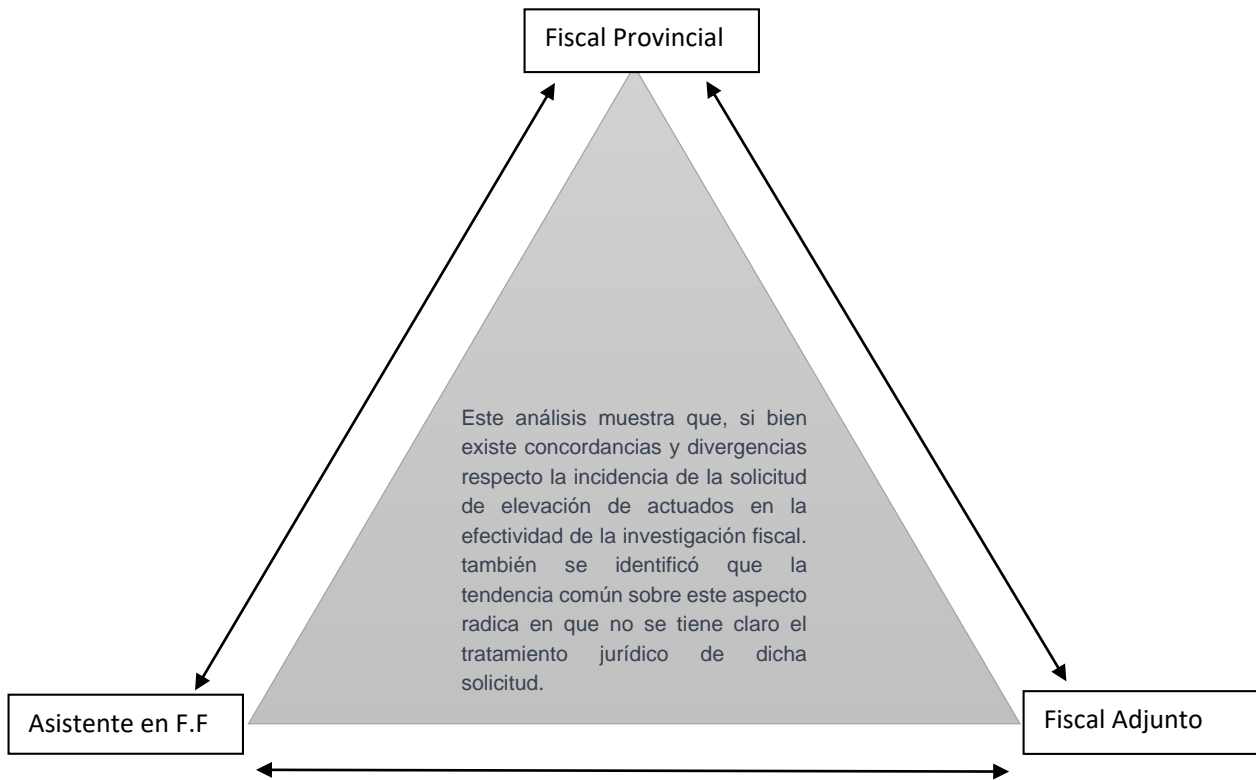 Fiscal Provincial
Este análisis muestra que, si bien
existe concordancias y divergencias
respecto la incidencia de la solicitud
de elevación de actuados en la
efectividad de la investigación fiscal.
también se identificó que la
tendencia común sobre este aspecto
radica en que no se tiene claro el
tratamiento jurídico de dicha
solicitud.
Asistente en F.F
Fiscal Adjunto